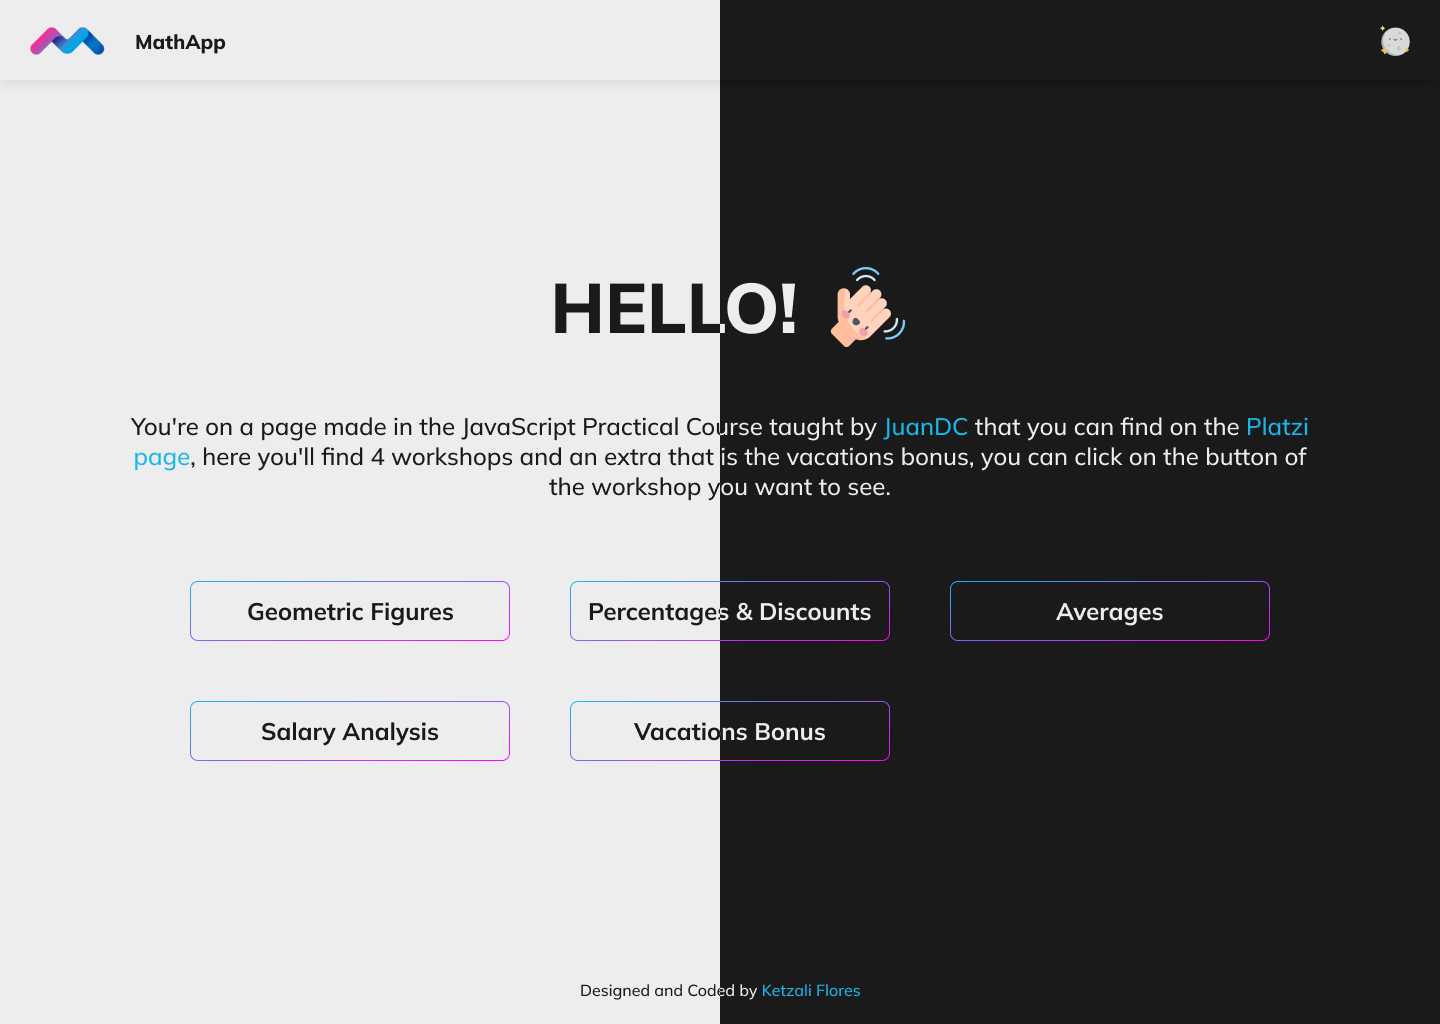 MathApp
HELLO!
You're on a page made in the JavaScript Practical Course taught by JuanDC that you can find on the Platzi
page, here you'll find 4 workshops and an extra that is the vacations bonus, you can click on the button of
the workshop you want to see.
Geometric Figures
Percentages & Discounts
Averages
Salary Analysis
Vacations Bonus
Designed and Coded by Ketzali Flores